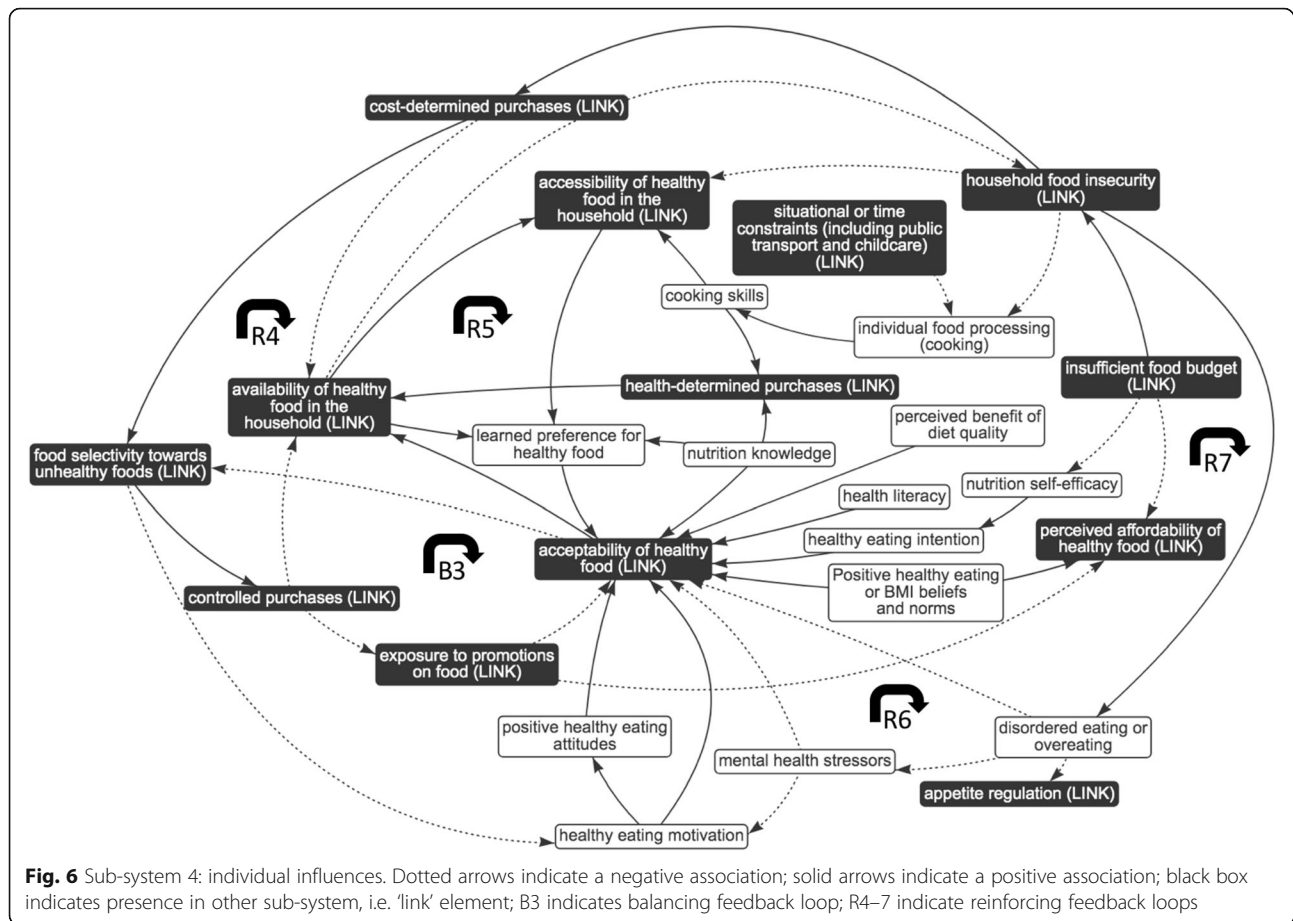 cost-determined purchases (LINK)
accessibility of healthy
food in the
household (LINK)
household food insecurity
(LINK)
situational or time
constraints (including public
transport and childcare)
(LINK)
cooking skills
R4
R5
individual food processing
(cooking)
availability of healthy
food in the
household (LINK)
health-determined purchases (LINK)
insufficient food budget
(LINK)
perceived benefit of
diet quality
learned preference for
healthy food
nutrition knowledge
food selectivity towards
unhealthy foods (LINK)
R7
health literacy
nutrition self-efficacy
B3
acceptability of healthy
food (LINK)
healthy eating intention
perceived affordability of
healthy food (LINK)
Positive healthy eating
or BMI beliefs
and norms
controlled purchases (LINK)
exposure to promotions
on food (LINK)
R6
positive healthy eating
attitudes
mental health stressors
disordered eating or
overeating
appetite regulation (LINK)
healthy eating motivation
Fig. 6 Sub-system 4: individual influences. Dotted arrows indicate a negative association; solid arrows indicate a positive association; black box
indicates presence in other sub-system, i.e. ‘link’ element; B3 indicates balancing feedback loop; R4–7 indicate reinforcing feedback loops